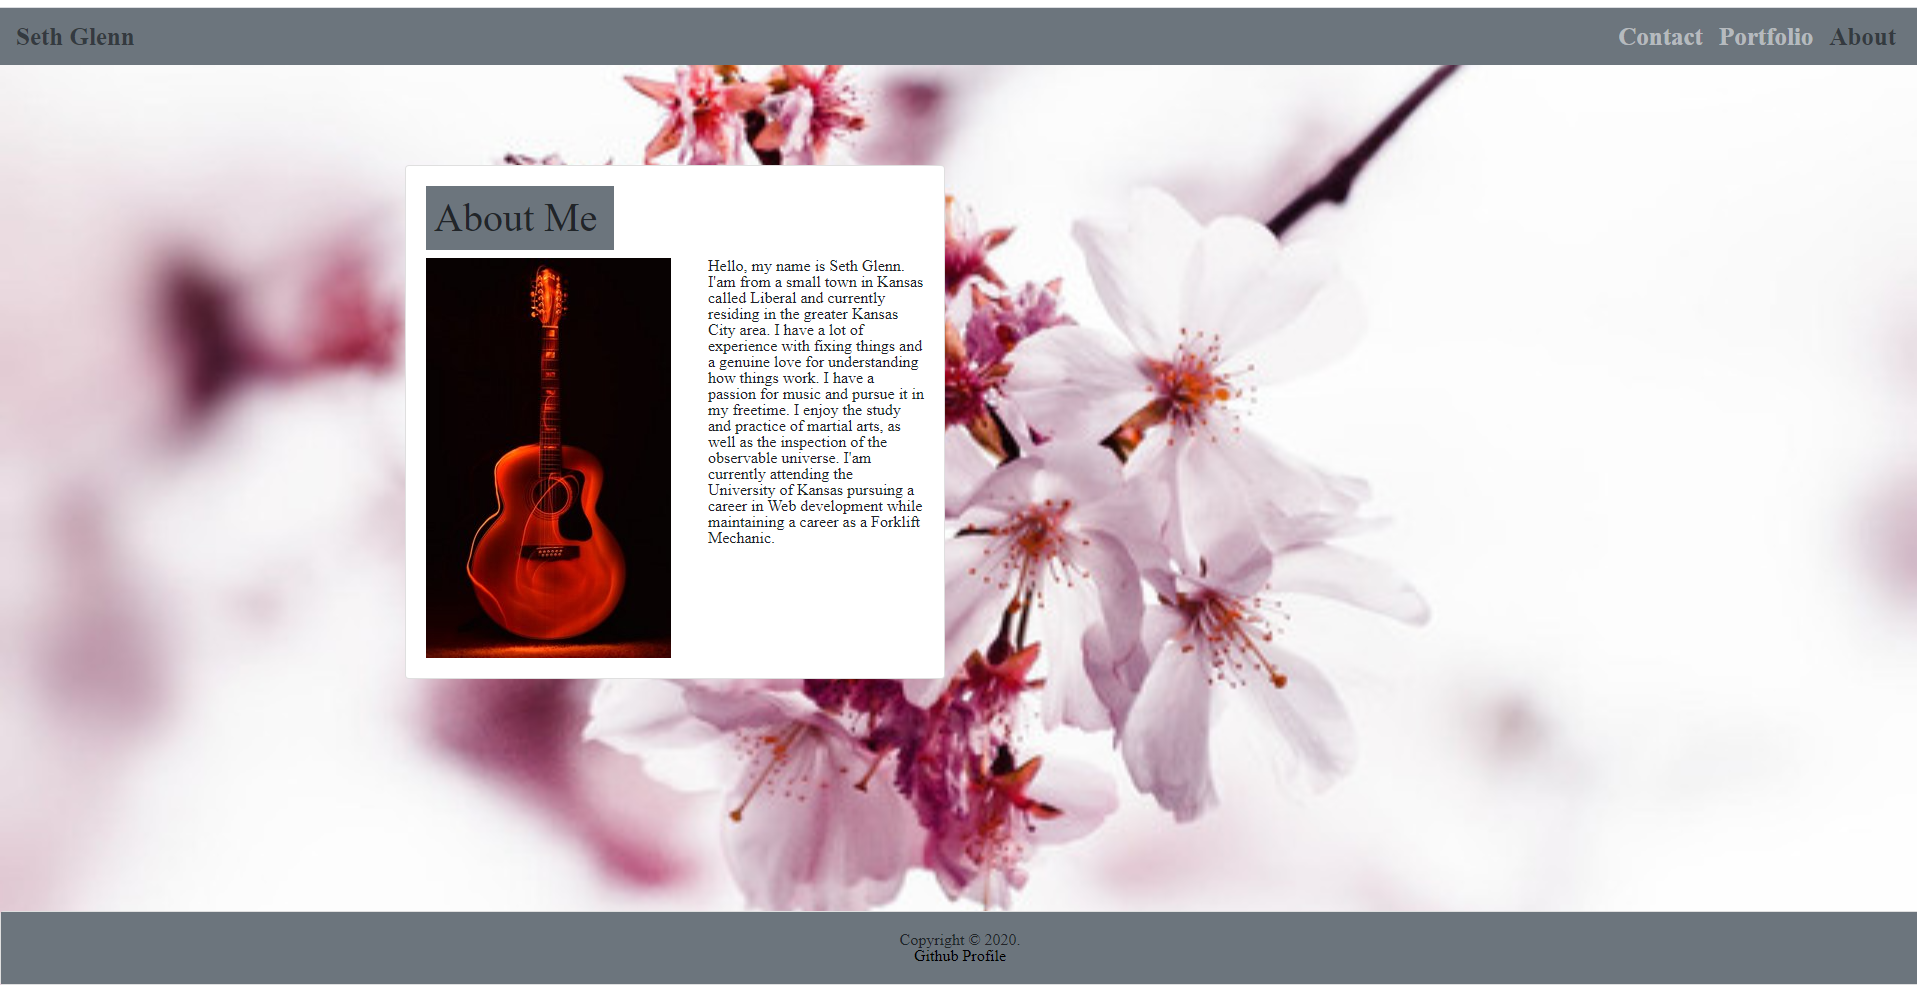 Seth Glenn
Contact Portfolio About
About Me
Hello, my name is Seth Glenn.
I'am from a small town in Kansas
called Liberal and currently
residing in the greater Kansas
City area. I have a lot of
experience with fixing things and
a genuine love for understanding
how things work. I have a
passion for music and pursue it in
my freetime. I enjoy the study
and practice of martial arts, as
well as the inspection of the
observable universe. I'am
currently attending the
University of Kansas pursuing a
career in Web development while
maintaining a career as a Forklift
Mechanic.
Copyright © 2020.
Github Profile